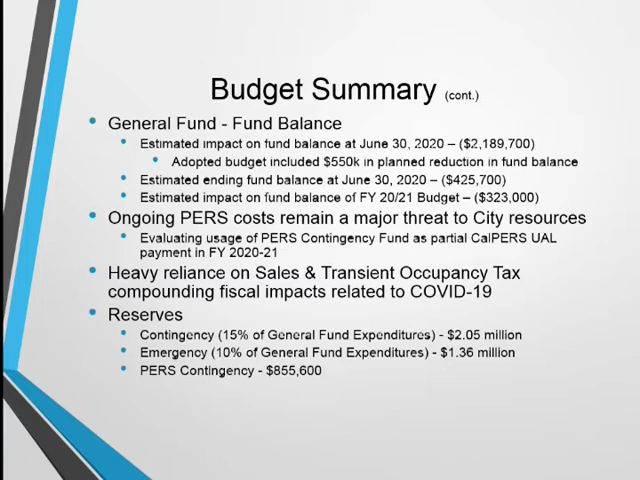 Budget Summary (cont.)
• General Fund - Fund Balance
• Estimated impact on fund balance at June 30, 2020 – ($2,189,700)
• Adopted budget included $550k in planned reduction in fund balance
• Estimated ending fund balance at June 30, 2020 – ($425,700)
• Estimated impact on fund balance of FY 20/21 Budget – ($323,000)
• Ongoing PERS costs remain a major threat to City resources
• Evaluating usage of PERS Contingency Fund as partial CalPERS UAL
payment in FY 2020-21
• Heavy reliance on Sales & Transient Occupancy Tax
compounding fiscal impacts related to COVID-19
• Reserves
• Contingency (15% of General Fund Expenditures) - $2.05 million
• Emergency (10% of General Fund Expenditures) - $1.36 million
• PERS Contingency - $855,600